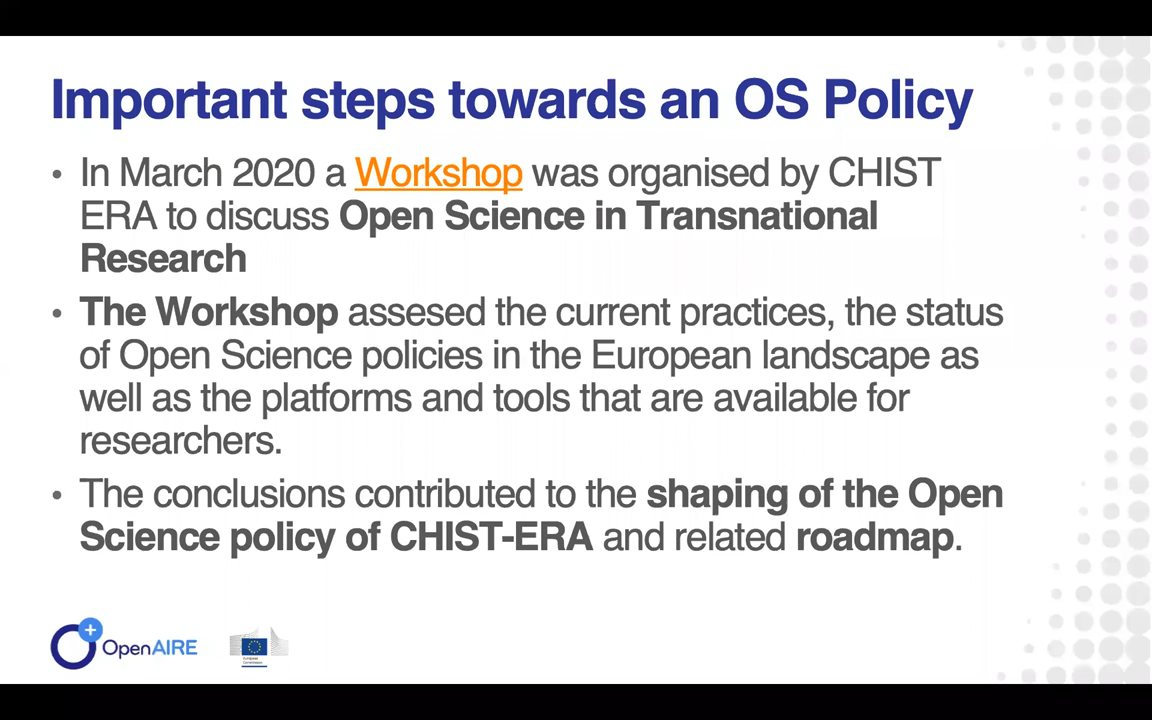 Important steps towards an OS Policy
• In March 2020 a Workshop was organised by CHIST
ERA to discuss Open Science in Transnational
Research
• The Workshop assesed the current practices, the status
of Open Science policies in the European landscape as
well as the platforms and tools that are available for
researchers.
• The conclusions contributed to the shaping of the Open
Science policy of CHIST-ERA and related roadmap.
OpenAIRE
European
Commission